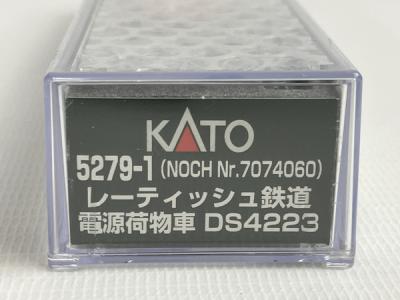 KATO
5279-1 (NOCH Nr.7074060)
レーティッシュ鉄道
電源荷物車 DS4223